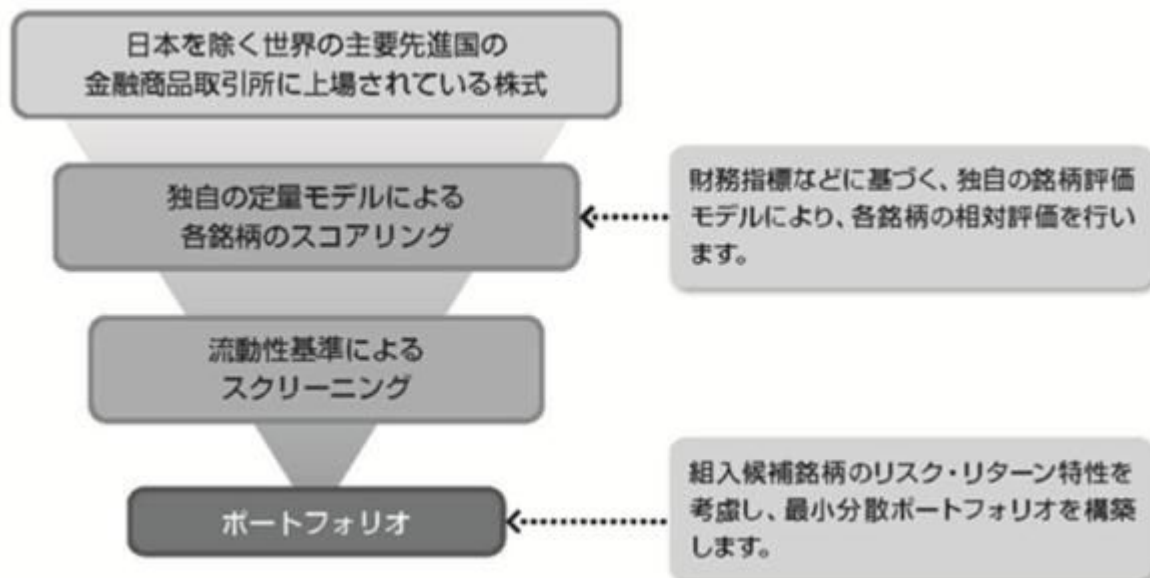 日本を除く世界の主要先進国の
金融商品取引所に上場されている株式
独自の定量モデルによる
各銘柄のスコアリング
財務指標などに基づく、独自の銘柄評価
モデルにより、各銘柄の相対評価を行い
ます。
流動性基準による
スクリーニング
ポートフォリオ
組入候補銘柄のリスク・リターン特性を
考慮し、最小分散ポートフォリオを構築
します。